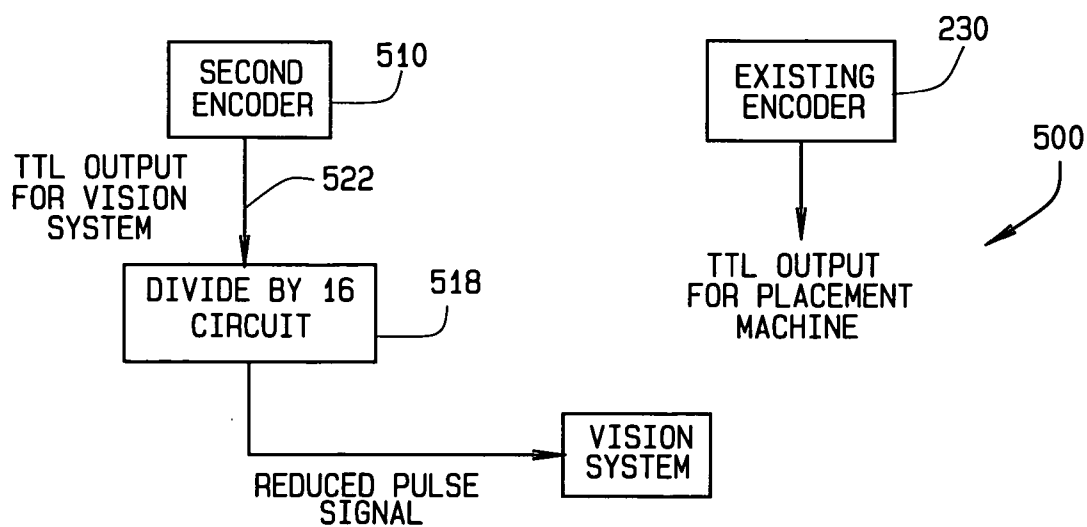 SECOND
ENCODER
510
EXISTING
ENCODER
230
500
TTL OUTPUT
FOR VISION
SYSTEM
522
DIVIDE BY 16
CIRCUIT
518
TTL OUTPUT
FOR PLACEMENT
MACHINE
VISION
SYSTEM
REDUCED PULSE
SIGNAL